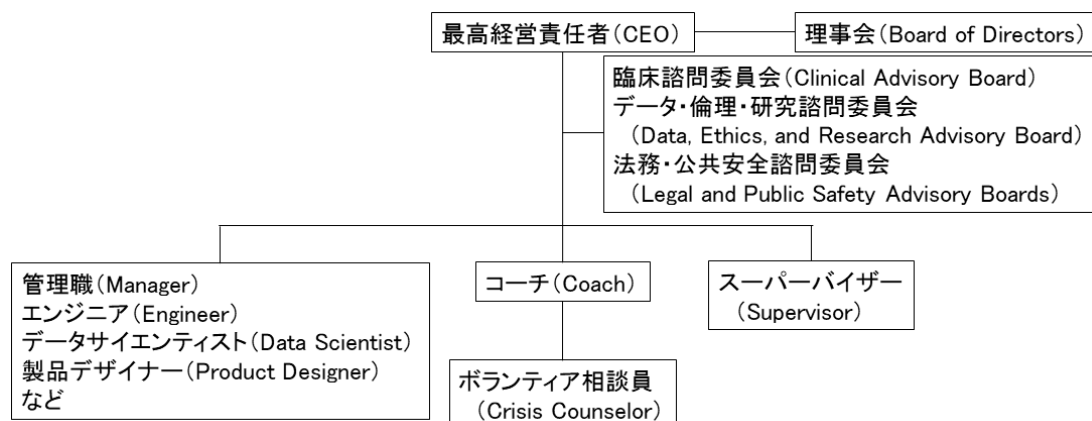 最高経営責任者(CEO)
理事会(Board of Directors)
臨床諮問委員会(Clinical Advisory Board)
データ・倫理・研究諮問委員会
(Data, Ethics, and Research Advisory Board)
法務・公共安全諮問委員会
(Legal and Public Safety Advisory Boards)
管理職(Manager)
エンジニア(Engineer)
データサイエンティスト(Data Scientist)
製品デザイナー(Product Designer)
など
コーチ(Coach)
スーパーバイザー
(Supervisor)
ボランティア相談員
(Crisis Counselor)